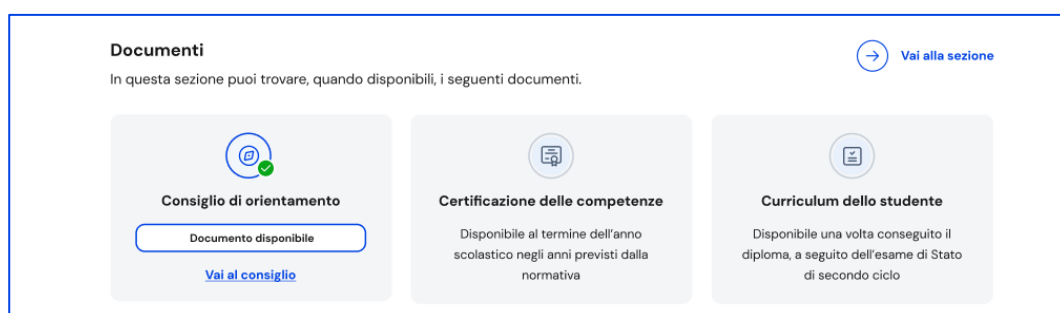 Documenti
Vai alla sezione
In questa sezione puoi trovare, quando disponibili, i seguenti documenti.
Consiglio di orientamento
Documento disponibile
Vai al consiglio
Certificazione delle competenze
Disponibile al termine dell'anno
scolastico negli anni previsti dalla
normativa
Curriculum dello studente
Disponibile una volta conseguito il
diploma, a seguito dell'esame di Stato
di secondo ciclo